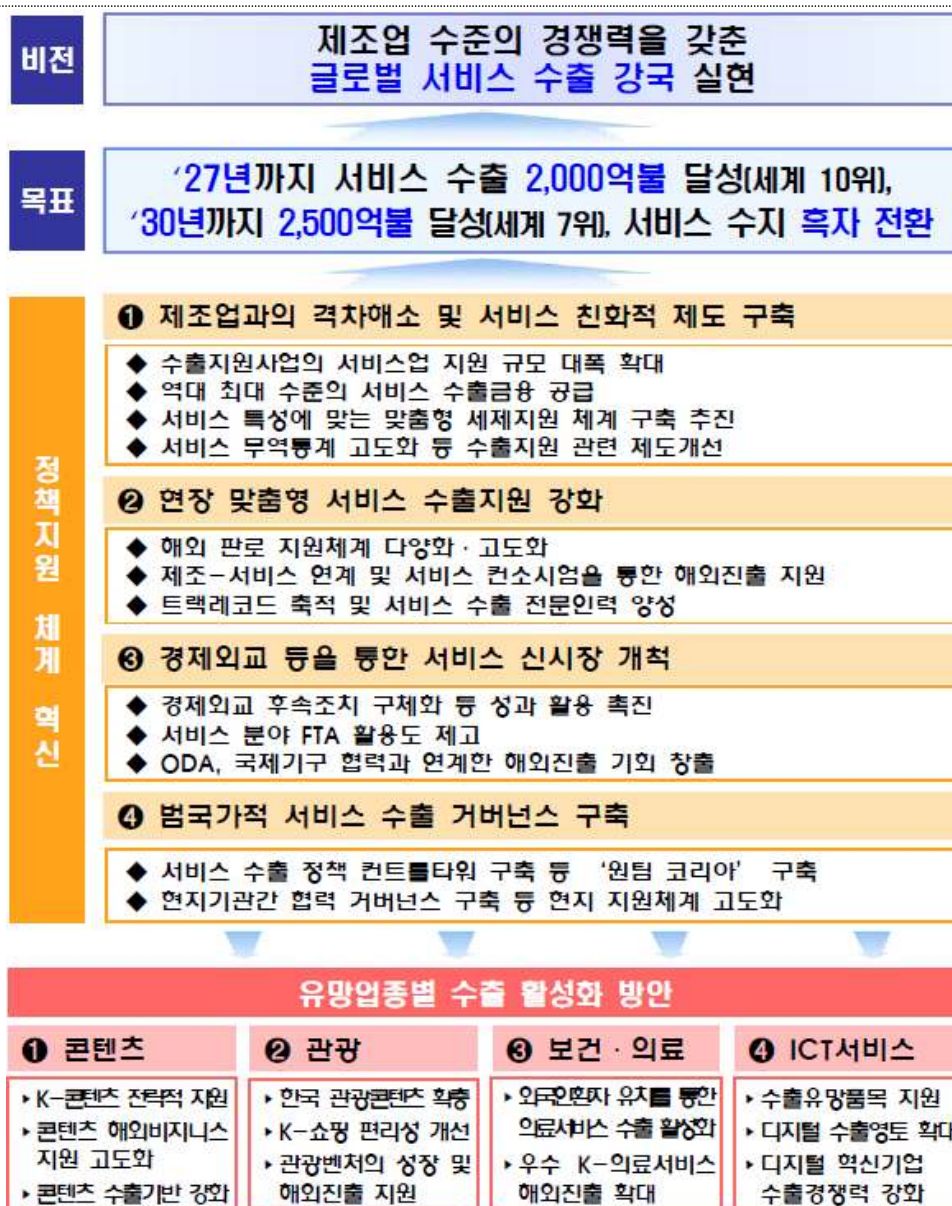 비전
제조업 수준의 경쟁력을 갖춘
글로벌 서비스 수출 강국 실현
목표
‘27년까지 서비스 수출 2,000억불 달성(세계 10위),
‘30년까지 2,500억불 달성(세계 7위), 서비스 수지 흑자 전환
정책지원 체계 혁신
❶ 제조업과의 격차해소 및 서비스 친화적 제도 구축
◆ 수출지원사업의 서비스업 지원 규모 대폭 확대
◆ 역대 최대 수준의 서비스 수출금융 공급
◆ 서비스 특성에 맞는 맞춤형 세제지원 체계 구축 추진
◆ 서비스 무역통계 고도화 등 수출지원 관련 제도개선
❷ 현장 맞춤형 서비스 수출지원 강화
◆ 해외 판로 지원체계 다양화·고도화
◆ 제조-서비스 연계 및 서비스 컨소시엄을 통한 해외진출 지원
◆ 트랙레코드 축적 및 서비스 수출 전문인력 양성
❸ 경제외교 등을 통한 서비스 신시장 개척
◆ 경제외교 후속조치 구체화 등 성과 활용 촉진
◆ 서비스 분야 FTA 활용도 제고
◆ ODA, 국제기구 협력과 연계한 해외진출 기회 창출
❹ 범국가적 서비스 수출 거버넌스 구축
◆ 서비스 수출 정책 컨트롤타워 구축 등 ‘원팀 코리아’ 구축
◆ 현지기관간 협력 거버넌스 구축 등 현지 지원체계 고도화
유망업종별 수출 활성화 방안
❶ 콘텐츠
▸K-콘텐츠 전략적 지원
▸콘텐츠 해외비지니스
지원 고도화
▸콘텐츠 수출기반 강화
❷ 관광
▸한국 관광콘텐츠 확충
▸K-쇼핑 편리성 개선
▸관광벤처의 성장 및
해외진출 지원
❸ 보건·의료
▸외국인환자 유치를 통한
의료서비스 수출 활성화
▸우수 K-의료서비스
해외진출 확대
❹ ICT서비스
▸수출유망품목 지원
▸디지털 수출영토 확대
▸디지털 혁신기업
수출경쟁력 강화